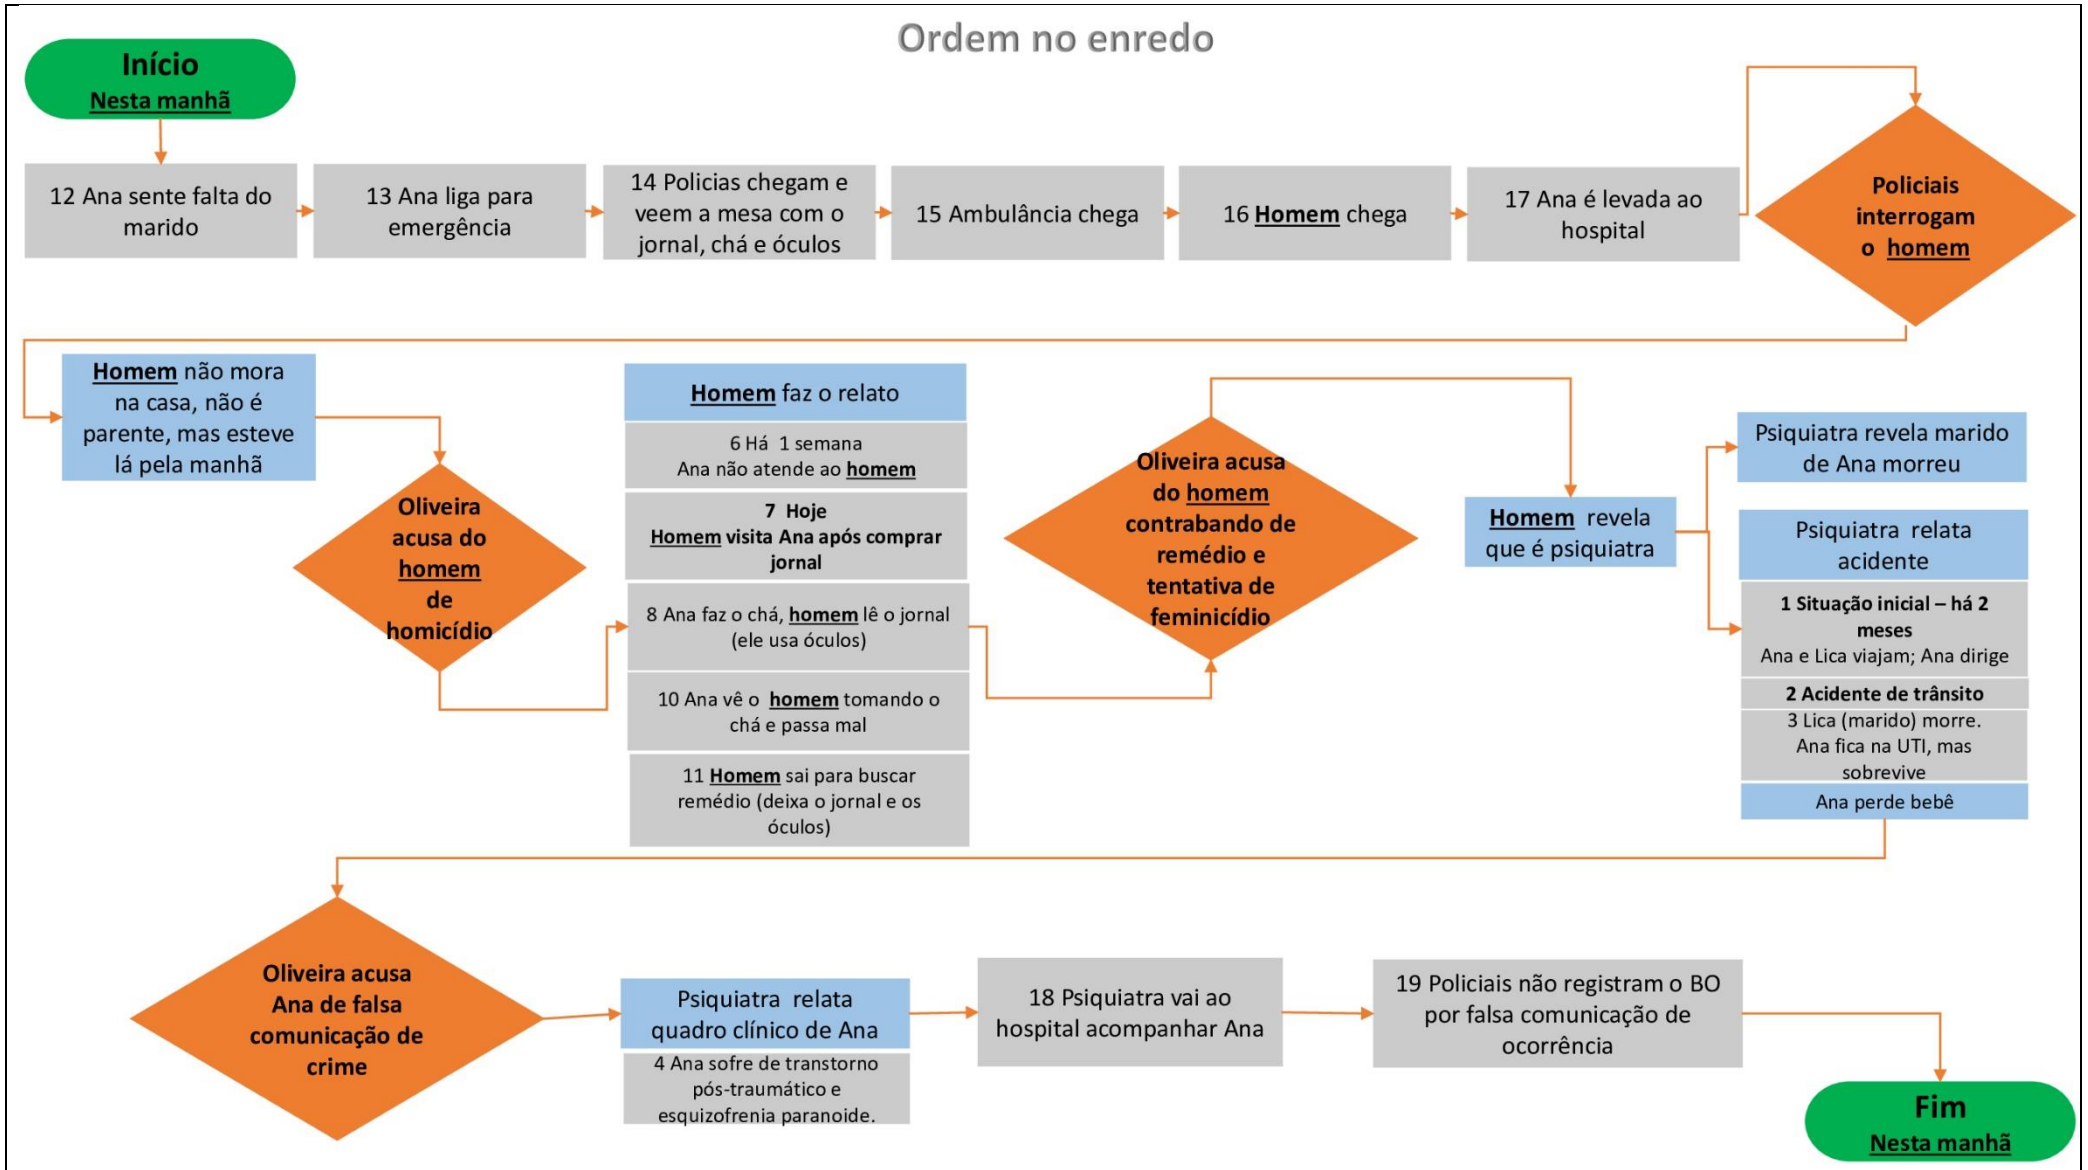 Ordem no enredo
Início
Nesta manhã
12 Ana sente falta do
marido
13 Ana liga para
emergência
14 Policias chegam e
veem a mesa com o
jornal, chá e óculos
15 Ambulância chega
16 Homem chega
17 Ana é levada ao
hospital
Policiais
interrogam
o homem
Homem não mora
na casa, não é
parente, mas esteve
lá pela manhã
Oliveira
acusa do
homem
de
homicídio
Homem faz o relato
6 Há 1 semana
Ana não atende ao homem
7 Hoje
Homem visita Ana após comprar
jornal
8 Ana faz o chá, homem lê o jornal
(ele usa óculos)
10 Ana vê o homem tomando o
chá e passa mal
11 Homem sai para buscar
remédio (deixa o jornal e os
óculos)
Oliveira acusa
do homem
contrabando de
remédio e
tentativa de
feminicídio
Homem revela
que é psiquiatra
Psiquiatra revela marido
de Ana morreu
Psiquiatra relata
acidente
1 Situação inicial – há 2
meses
Ana e Lica viajam; Ana dirige
2 Acidente de trânsito
3 Lica (marido) morre.
Ana fica na UTI, mas
sobrevive
Ana perde bebê
Oliveira acusa
Ana de falsa
comunicação de
crime
Psiquiatra relata
quadro clínico de Ana
4 Ana sofre de transtorno
pós-traumático e
esquizofrenia paranoide.
18 Psiquiatra vai ao
hospital acompanhar Ana
19 Policiais não registram o BO
por falsa comunicação de
ocorrência
Fim
Nesta manhã